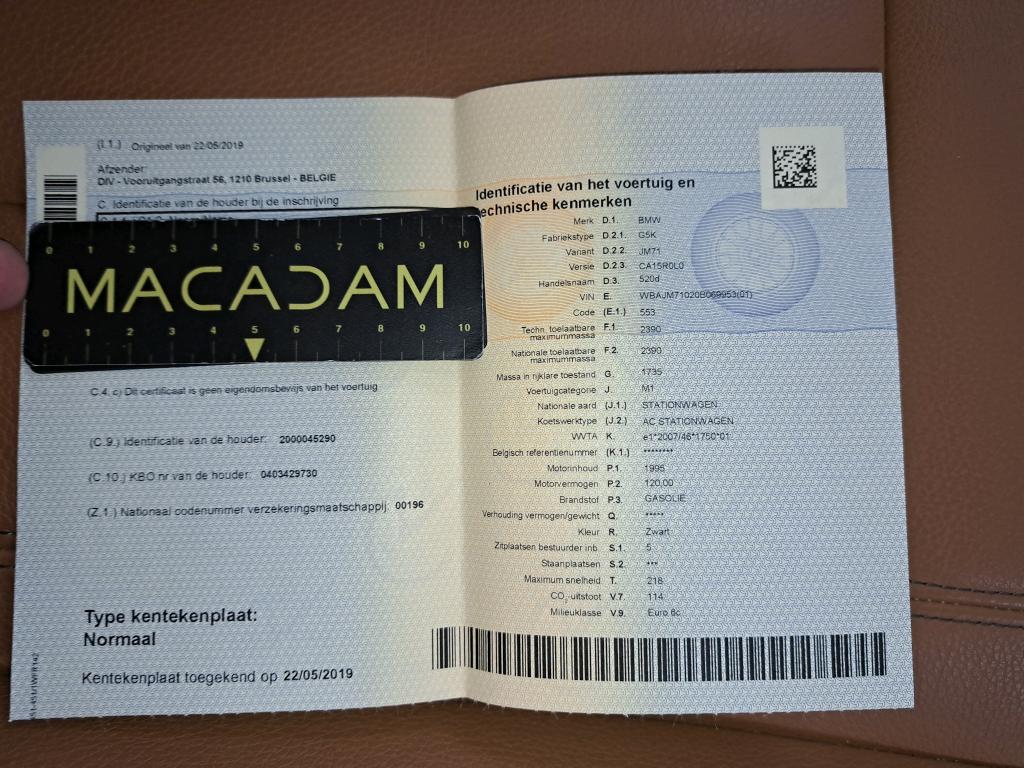 (I.1.) Origineel van 22/05/2019
Afzender:
DIV - Vooruitgangstraat 56, 1210 Brussel - BELGIE
C. Identificatie van de houder bij de inschrijving
0 1 2 3 4 5 6 7 8 9 10
MACADAM
0 1 2 3 4 5 6 7 8 9 10
C.4. c) Dit certificaat is geen eigendomsbewijs van het voertuig
(C.9.) Identificatie van de houder: 2000045290
(C.10.) KBO nr van de houder: 0403429730
(Z.1.) Nationaal codenummer verzekeringsmaatschappij: 00196
Type kentekenplaat:
Normaal
Kentekenplaat toegekend op 22/05/2019
Identificatie van het voertuig en
technische kenmerken
Merk D.1. BMW
Fabriekstype D.2.1. G5K
Variant D.2.2. JM71
Versie D.2.3. CA15R0L0
Handelsnaam D.3. 520d
VIN E. WBAJM71020B069953(01)
Code (E.1.) 553
Techn. toelaatbare
maximummassa F.1. 2390
Nationale toelaatbare
maximummassa F.2. 2390
Massa in rijklare toestand G. 1735
Voertuigcategorie J. M1
Nationale aard (J.1.) STATIONWAGEN
Koetswerktype (J.2.) AC STATIONWAGEN
WVTA K. e1*2007/46*1750*01
Belgisch referentienummer (K.1.) ********
Motorinhoud P.1. 1995
Motorvermogen P.2. 120,00
Brandstof P.3. GASOLIE
Verhouding vermogen/gewicht Q. *****
Kleur R. Zwart
Zitplaatsen bestuurder inb. S.1. 5
Staanplaatsen S.2. ***
Maximum snelheid T. 218
CO2-uitstoot V.7. 114
Milieuklasse V.9. Euro 6c